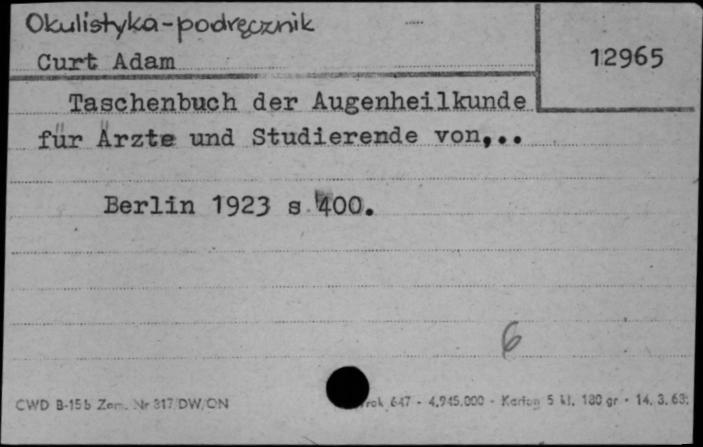 Okulistyka-podręcznik
Curt Adam
12965
Taschenbuch der Augenheilkunde
für Ärzte und Studierende von,..
Berlin 1923 s.400.
6
CWD B-15b Zam. Nr 317/DW/ON 647 - 4.945.000 - Karton 5 kl. 180 gr - 14. 3. 63.